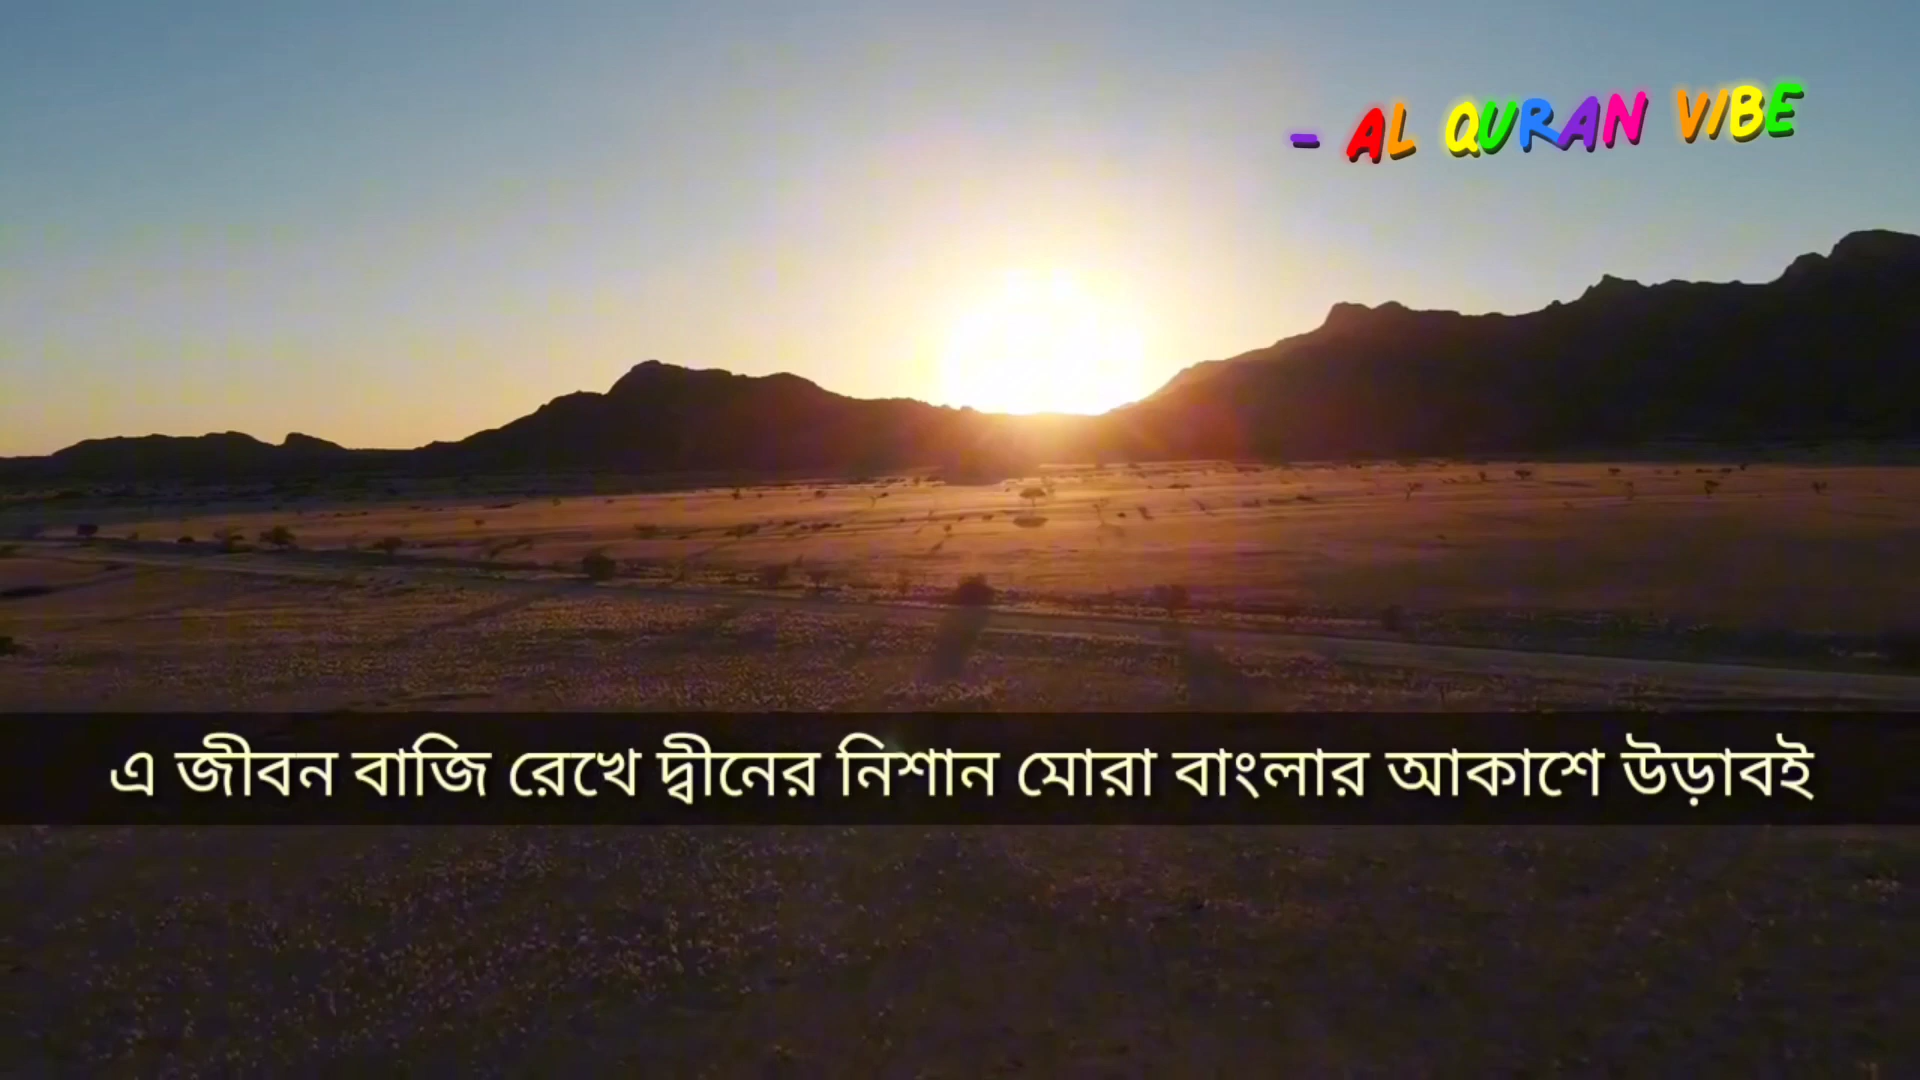 - AL QURAN VIBE
এ জীবন বাজি রেখে দ্বীনের নিশান মোরা বাংলার আকাশে উড়াবই